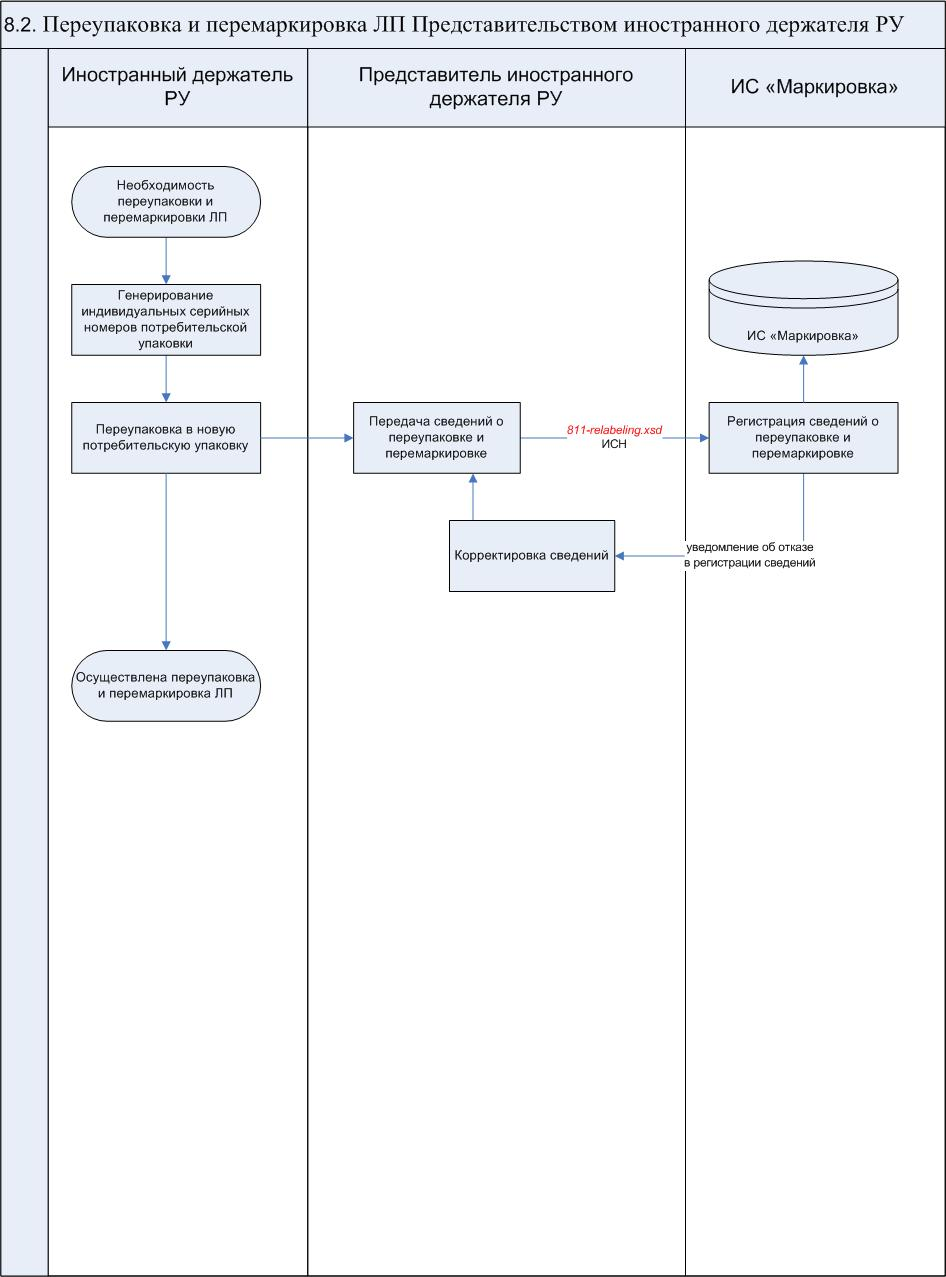 8.2. Переупаковка и перемаркировка ЛП Представительством иностранного держателя РУ
Иностранный держатель
РУ
Представитель иностранного
держателя РУ
ИС «Маркировка»
Необходимость
переупаковки и
перемаркировки ЛП
Генерирование
индивидуальных серийных
номеров потребительской
упаковки
ИС «Маркировка»
Переупаковка в новую
потребительскую упаковку
Передача сведений о
переупаковке и
перемаркировке
811-relabeling.xsd
ИСН
Регистрация сведений о
переупаковке и
перемаркировке
Корректировка сведений
уведомление об отказе
в регистрации сведений
Осуществлена переупаковка
и перемаркировка ЛП